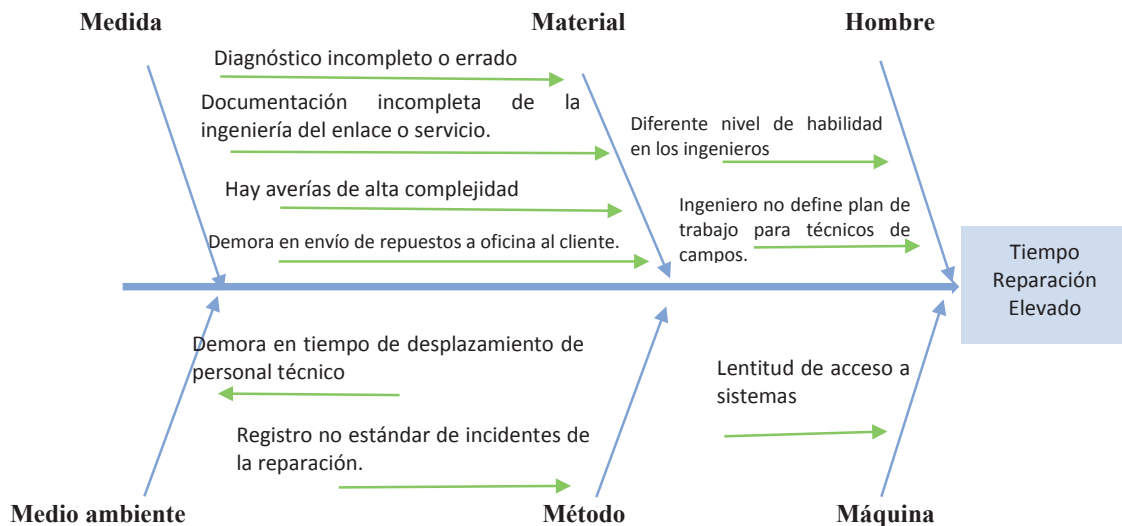 Medida
Material
Hombre
Diagnóstico incompleto o errado
Documentación incompleta de la
ingeniería del enlace o servicio.
Hay averías de alta complejidad
Demora en envío de repuestos a oficina al cliente.
Diferente nivel de habilidad
en los ingenieros
Ingeniero no define plan de
trabajo para técnicos de
campos.
Tiempo
Reparación
Elevado
Demora en tiempo de desplazamiento de
personal técnico
Registro no estándar de incidentes de
la reparación.
Lentitud de acceso a
sistemas
Medio ambiente
Método
Máquina